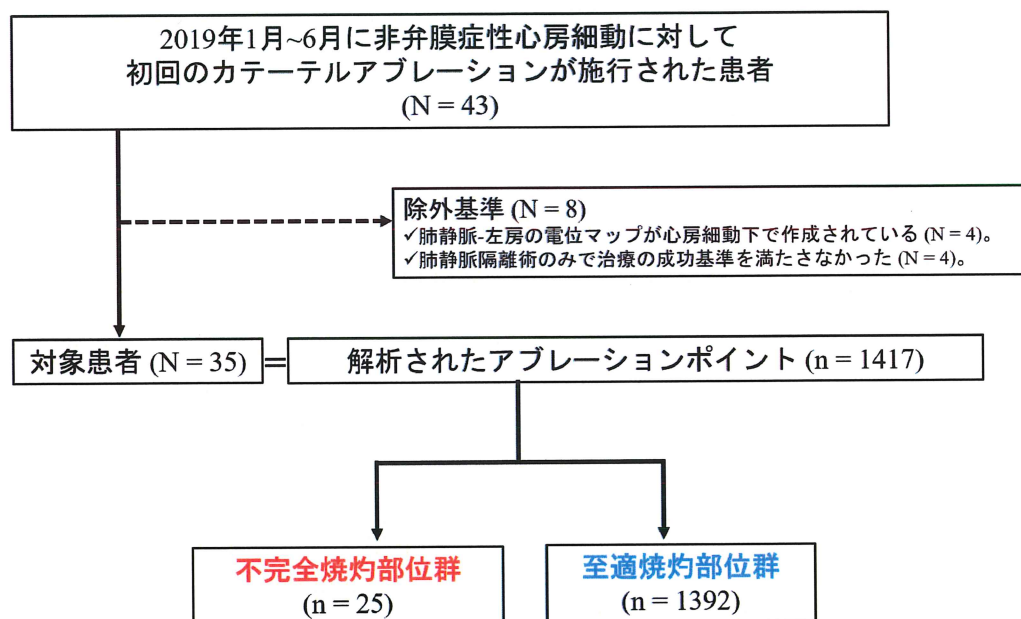 2019年1月~6月に非弁膜症性心房細動に対して
初回のカテーテルアブレーションが施行された患者
(N = 43)
除外基準 (N = 8)
✓肺静脈-左房の電位マップが心房細動下で作成されている (N = 4)。
✓肺静脈隔離術のみで治療の成功基準を満たさなかった (N = 4)。
対象患者 (N = 35) = 解析されたアブレーションポイント (n = 1417)
不完全焼灼部位群
(n = 25)
至適焼灼部位群
(n = 1392)